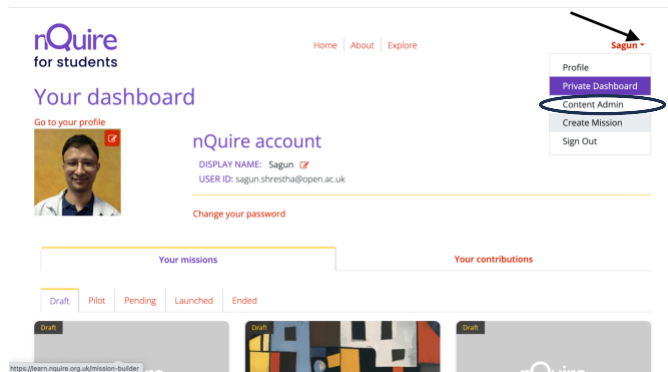 nQuire
for students
Home About Explore
Sagun
Profile
Private Dashboard
Content Admin
Create Mission
Sign Out
Your dashboard
Go to your profile
nQuire account
DISPLAY NAME: Sagun
USER ID: sagun.shrestha@open.ac.uk
Change your password
Your missions Your contributions
Draft Pilot Pending Launched Ended
Draft Draft Draft
https://learn.nquire.org.uk/mission-builder